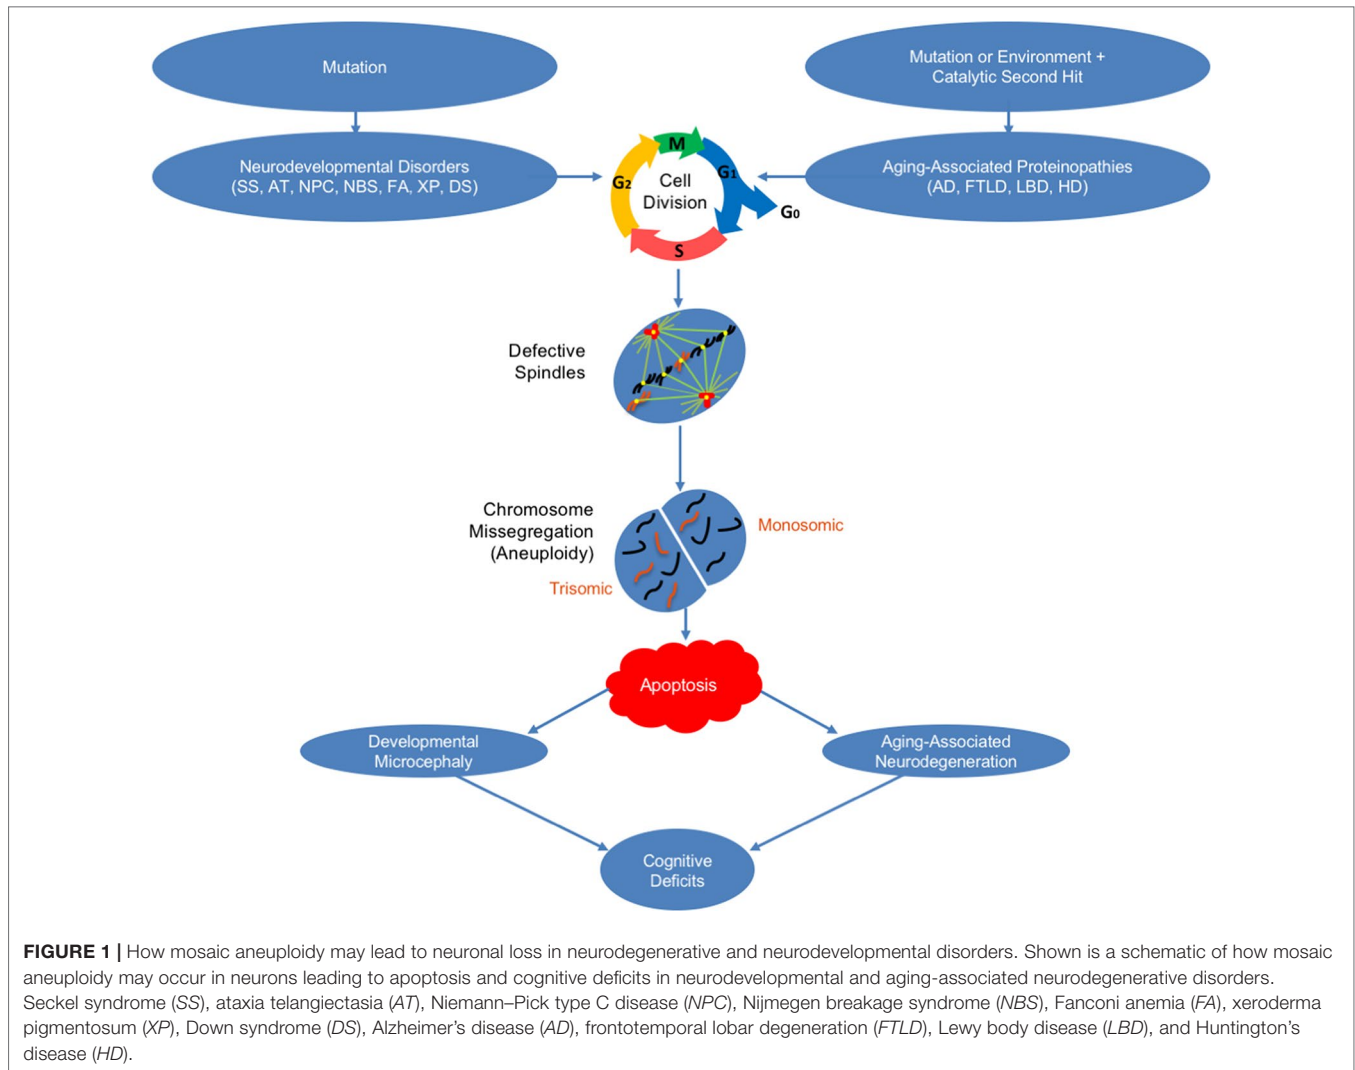 Mutation
Mutation or Environment +
Catalytic Second Hit
Neurodevelopmental Disorders
(SS, AT, NPC, NBS, FA, XP, DS)
Aging-Associated Proteinopathies
(AD, FTLD, LBD, HD)
M
G1
G2
Cell
Division
G0
S
Defective
Spindles
Chromosome
Missegregation
(Aneuploidy)
Monosomic
Trisomic
Apoptosis
Developmental
Microcephaly
Aging-Associated
Neurodegeneration
Cognitive
Deficits
FIGURE 1 | How mosaic aneuploidy may lead to neuronal loss in neurodegenerative and neurodevelopmental disorders. Shown is a schematic of how mosaic
aneuploidy may occur in neurons leading to apoptosis and cognitive deficits in neurodevelopmental and aging-associated neurodegenerative disorders.
Seckel syndrome (SS), ataxia telangiectasia (AT), Niemann–Pick type C disease (NPC), Nijmegen breakage syndrome (NBS), Fanconi anemia (FA), xeroderma
pigmentosum (XP), Down syndrome (DS), Alzheimer's disease (AD), frontotemporal lobar degeneration (FTLD), Lewy body disease (LBD), and Huntington's
disease (HD).